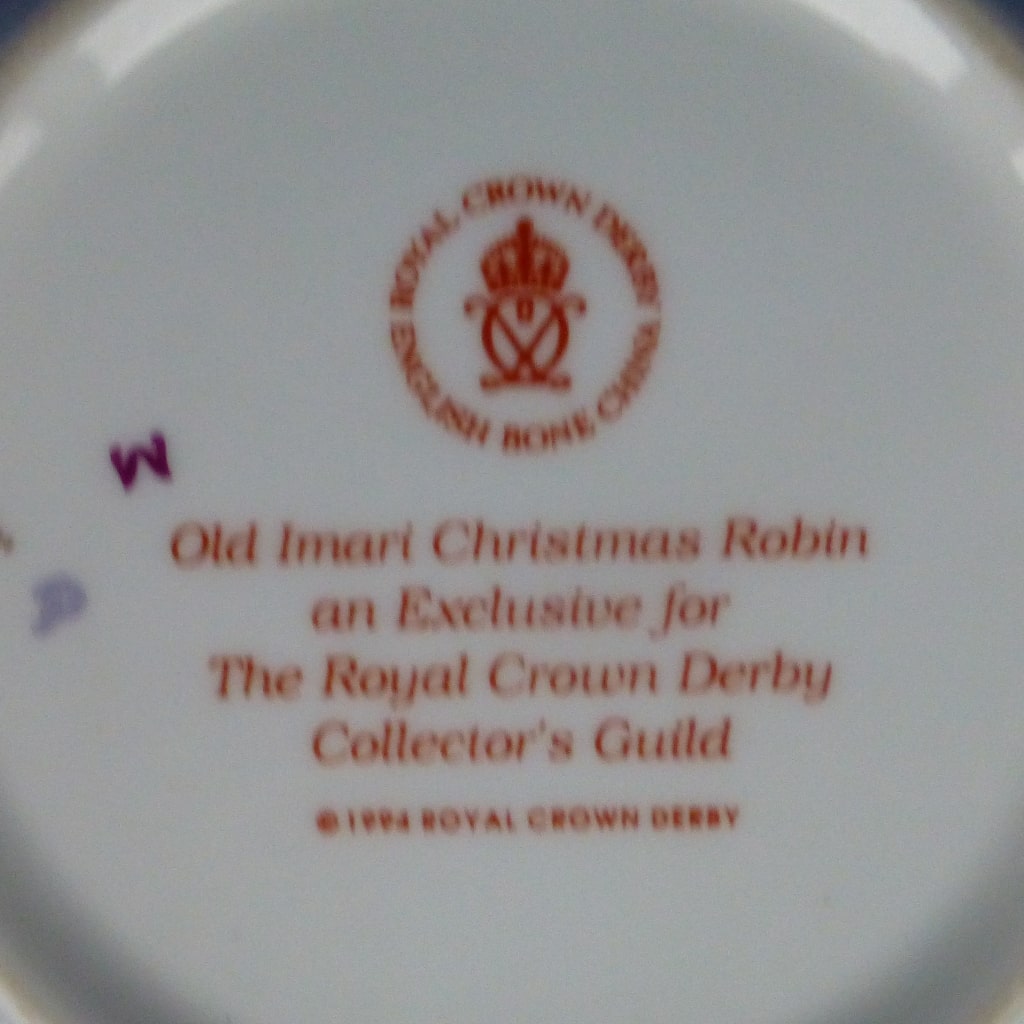 ROYAL CROWN DERBY
ENGLISH BONE CHINA
Old Imari Christmas Robin
an Exclusive for
The Royal Crown Derby
Collector's Guild
©1994 ROYAL CROWN DERBY